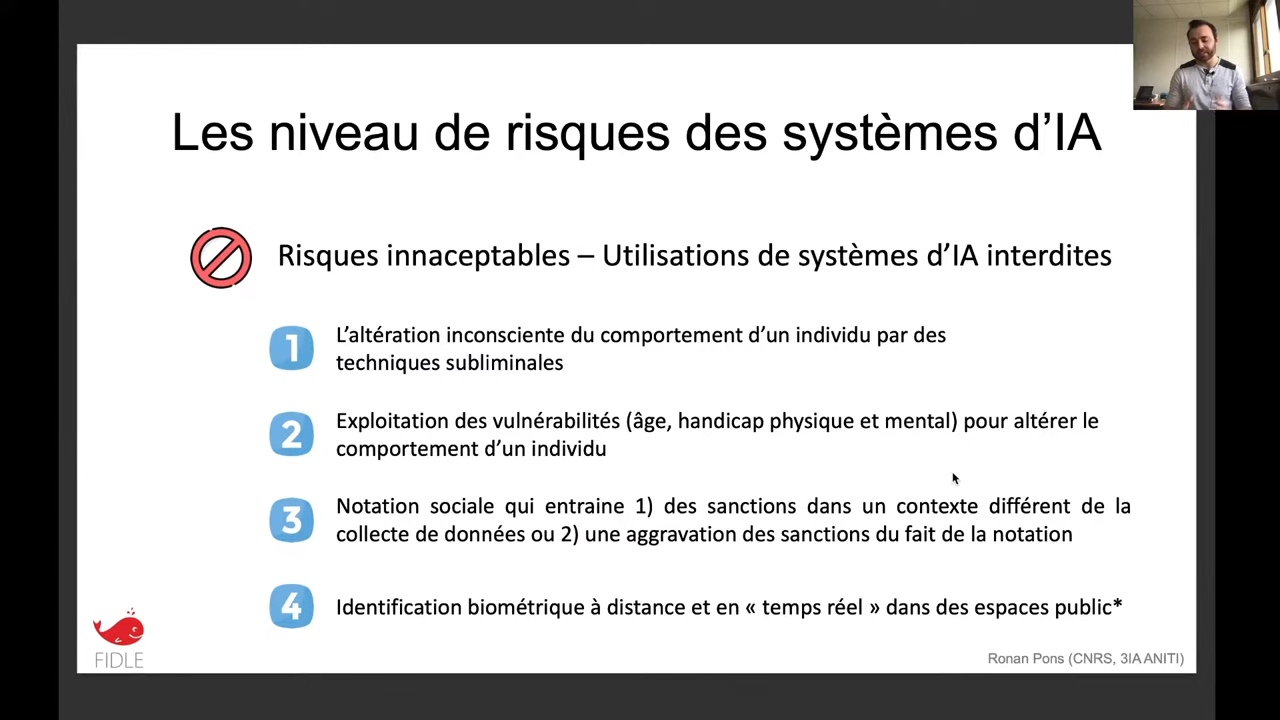 Les niveau de risques des systèmes d’IA
Risques innaceptables – Utilisations de systèmes d’IA interdites
1
L’altération inconsciente du comportement d’un individu par des
techniques subliminales
2
Exploitation des vulnérabilités (âge, handicap physique et mental) pour altérer le
comportement d’un individu
3
Notation sociale qui entraine 1) des sanctions dans un contexte différent de la
collecte de données ou 2) une aggravation des sanctions du fait de la notation
4
Identification biométrique à distance et en « temps réel » dans des espaces public*
FIDLE
Ronan Pons (CNRS, 3IA ANITI)